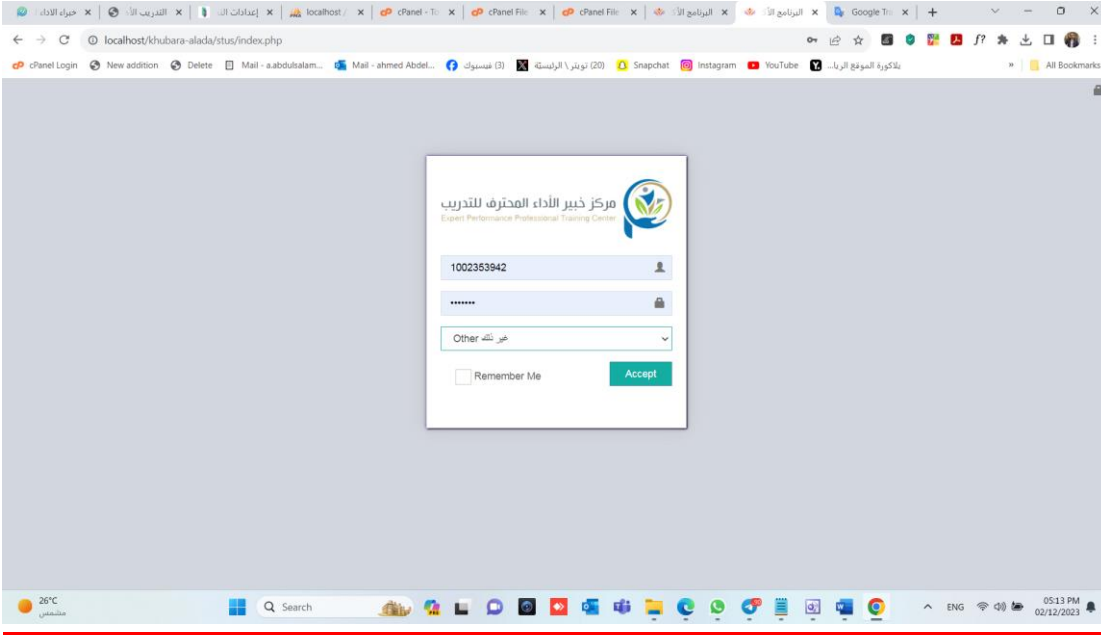 خبراء الاداء
التدريب الأ
إعدادات الـ
localhost /
cPanel - To
cPanel File
cPanel File
البرنامج الأ
البرنامج الأ
Google Tra
localhost/khubara-alada/stus/index.php
cPanel Login New addition Delete Mail - a.abdulsalam... Mail - ahmed Abdel... (3) فيسبوك (20) تويتر \ الرئيسية Snapchat Instagram YouTube يلاكورة الموقع الريا... » All Bookmarks
مركز خبير الأداء المحترف للتدريب
Expert Performance Professional Training Center
1002353942
•••••••
غير ذلك Other
Remember Me Accept
26°C
مشمس
Search
ENG
05:13 PM
02/12/2023